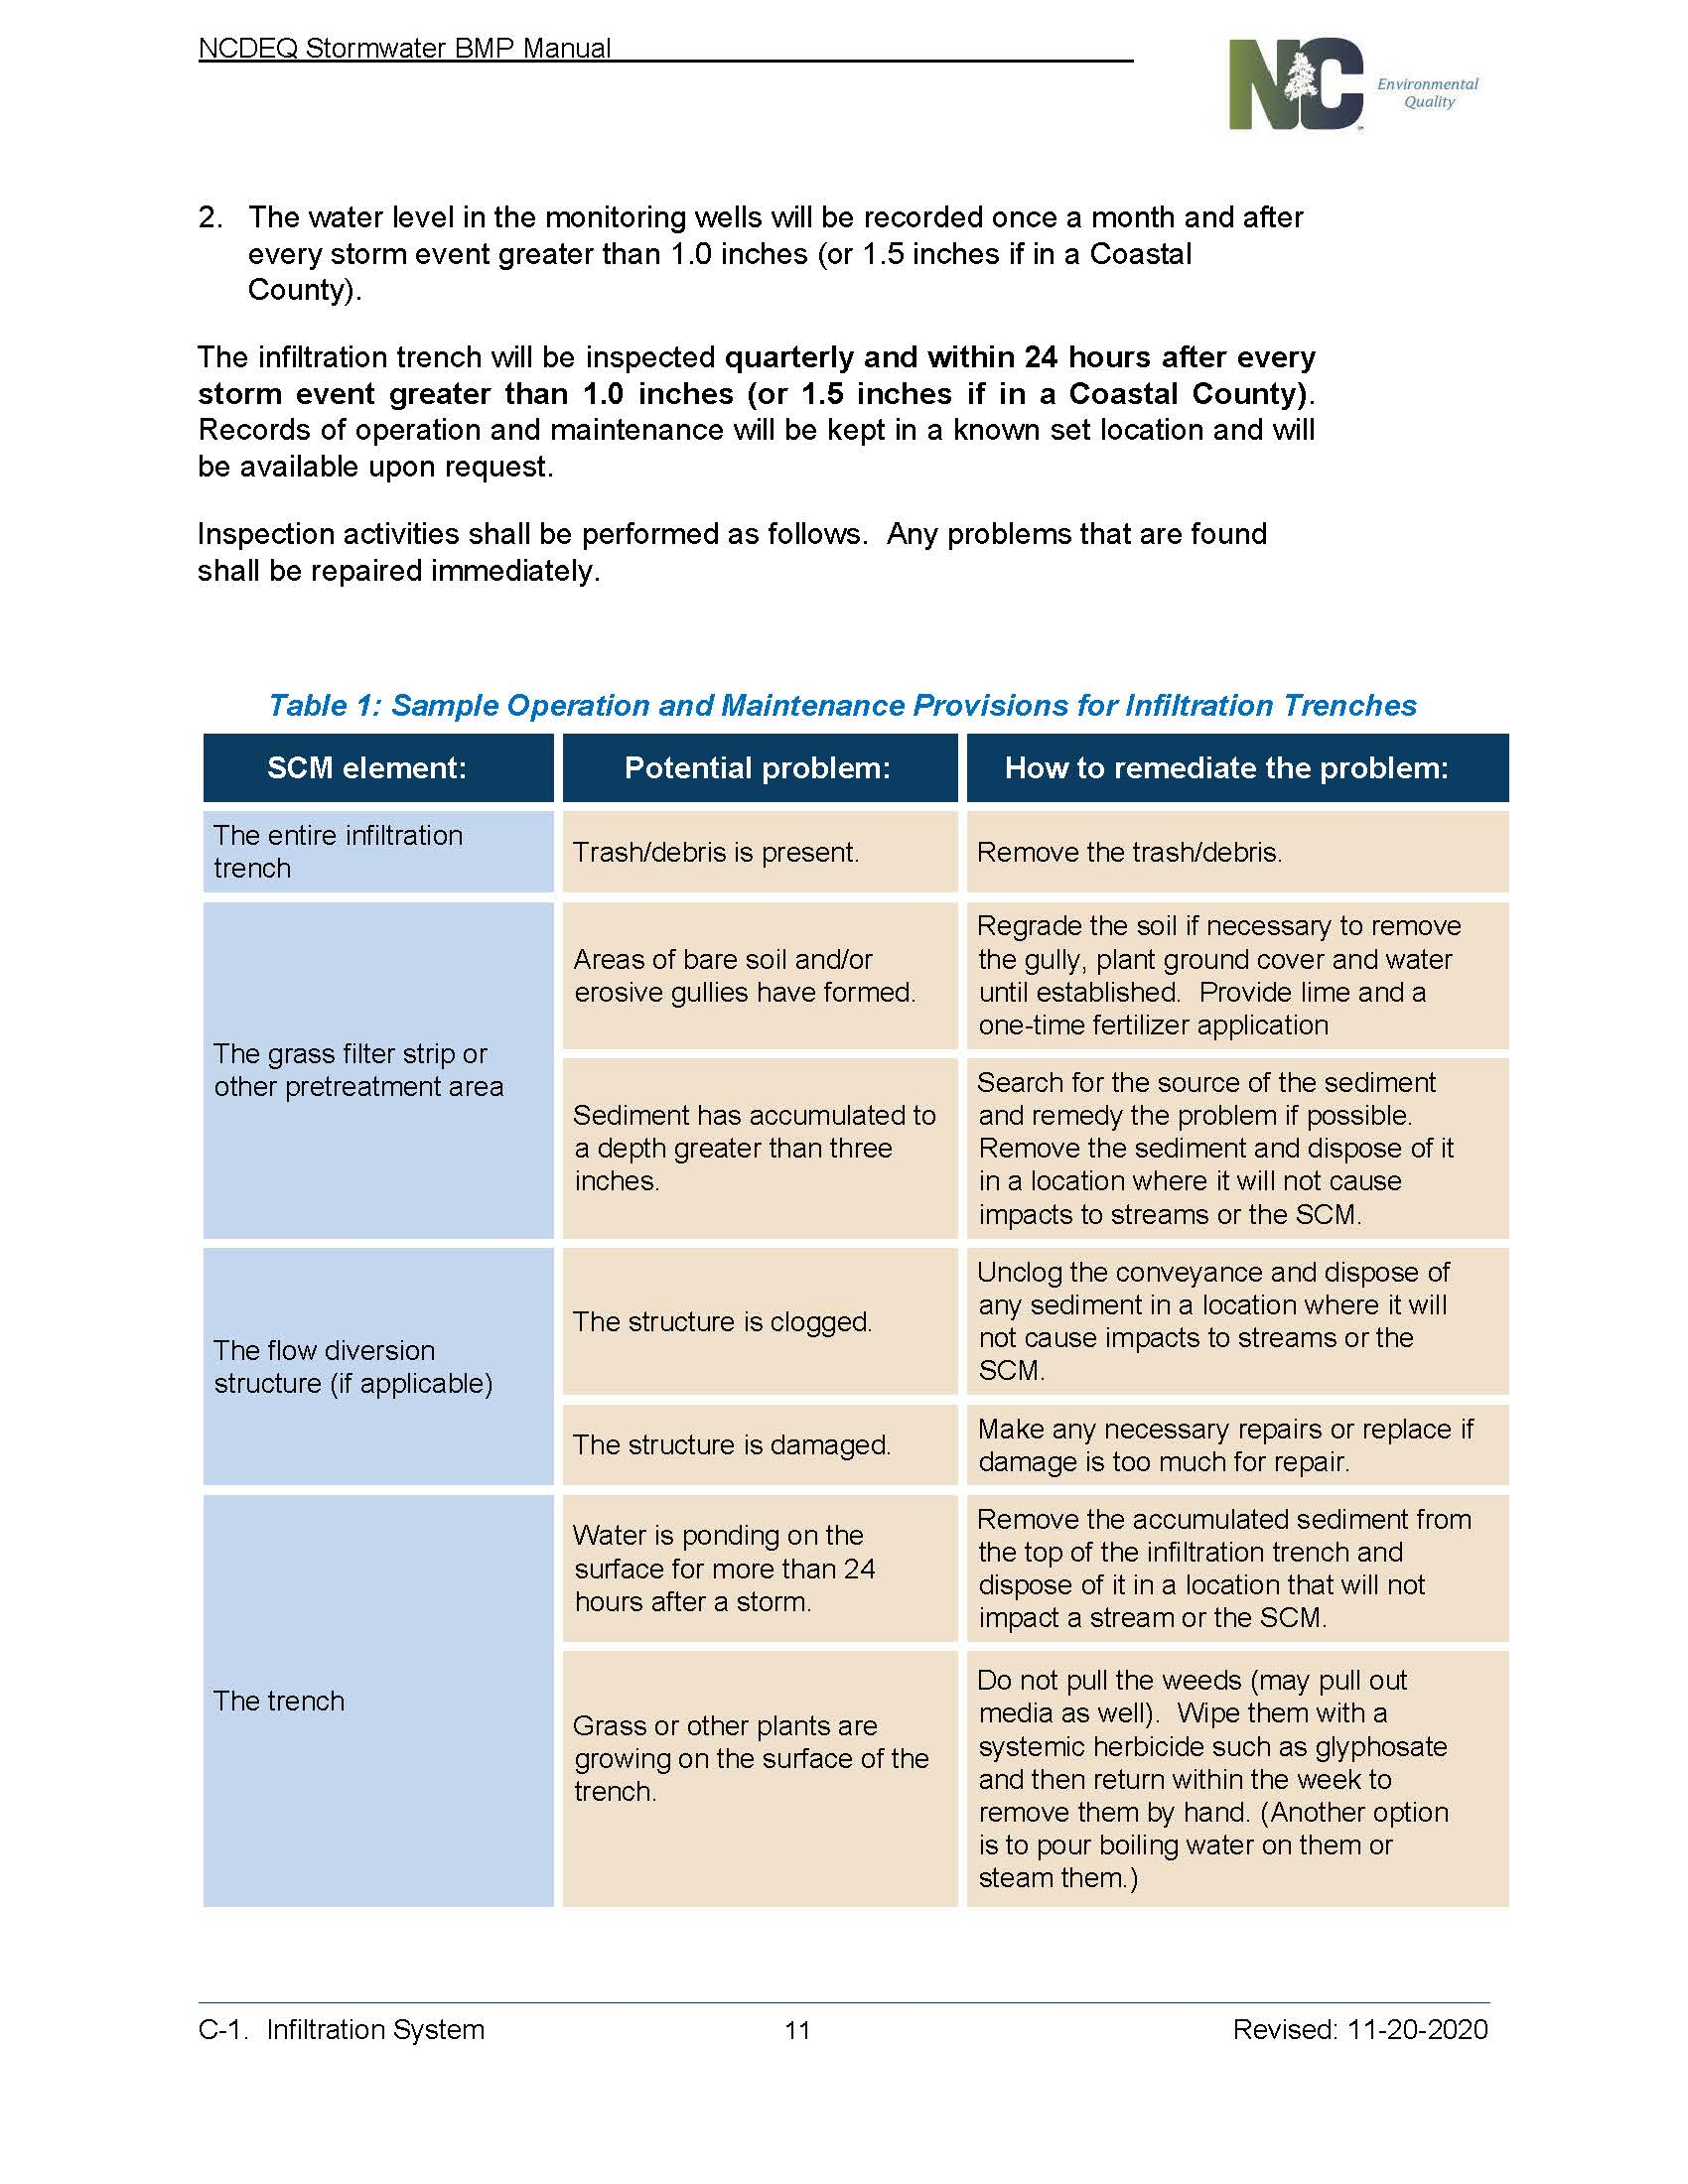 NCDEQ Stormwater BMP Manual
NC
Environmental
Quality
2. The water level in the monitoring wells will be recorded once a month and after
every storm event greater than 1.0 inches (or 1.5 inches if in a Coastal
County).
The infiltration trench will be inspected quarterly and within 24 hours after every
storm event greater than 1.0 inches (or 1.5 inches if in a Coastal County).
Records of operation and maintenance will be kept in a known set location and will
be available upon request.
Inspection activities shall be performed as follows.  Any problems that are found
shall be repaired immediately.
Table 1: Sample Operation and Maintenance Provisions for Infiltration Trenches
SCM element:
Potential problem:
How to remediate the problem:
The entire infiltration
trench
Trash/debris is present.
Remove the trash/debris.
The grass filter strip or
other pretreatment area
Areas of bare soil and/or
erosive gullies have formed.
Regrade the soil if necessary to remove
the gully, plant ground cover and water
until established.  Provide lime and a
one-time fertilizer application
Sediment has accumulated to
a depth greater than three
inches.
Search for the source of the sediment
and remedy the problem if possible.
Remove the sediment and dispose of it
in a location where it will not cause
impacts to streams or the SCM.
The flow diversion
structure (if applicable)
The structure is clogged.
Unclog the conveyance and dispose of
any sediment in a location where it will
not cause impacts to streams or the
SCM.
The structure is damaged.
Make any necessary repairs or replace if
damage is too much for repair.
The trench
Water is ponding on the
surface for more than 24
hours after a storm.
Remove the accumulated sediment from
the top of the infiltration trench and
dispose of it in a location that will not
impact a stream or the SCM.
Grass or other plants are
growing on the surface of the
trench.
Do not pull the weeds (may pull out
media as well).  Wipe them with a
systemic herbicide such as glyphosate
and then return within the week to
remove them by hand. (Another option
is to pour boiling water on them or
steam them.)
C-1.  Infiltration System
11
Revised: 11-20-2020